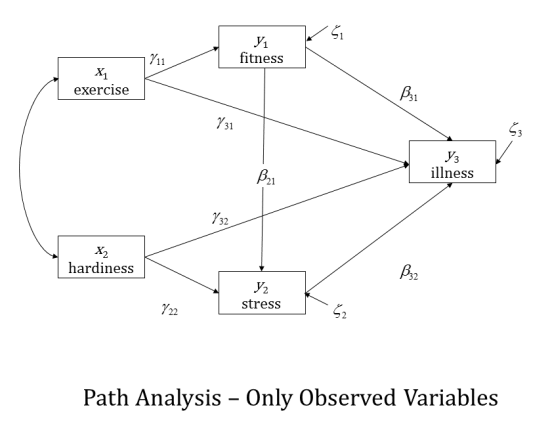 y₁
fitness
ζ₁
γ₁₁
x₁
exercise
β₃₁
γ₃₁
ζ₃
y₃
illness
β₂₁
γ₃₂
x₂
hardiness
β₃₂
y₂
stress
γ₂₂
ζ₂
Path Analysis – Only Observed Variables